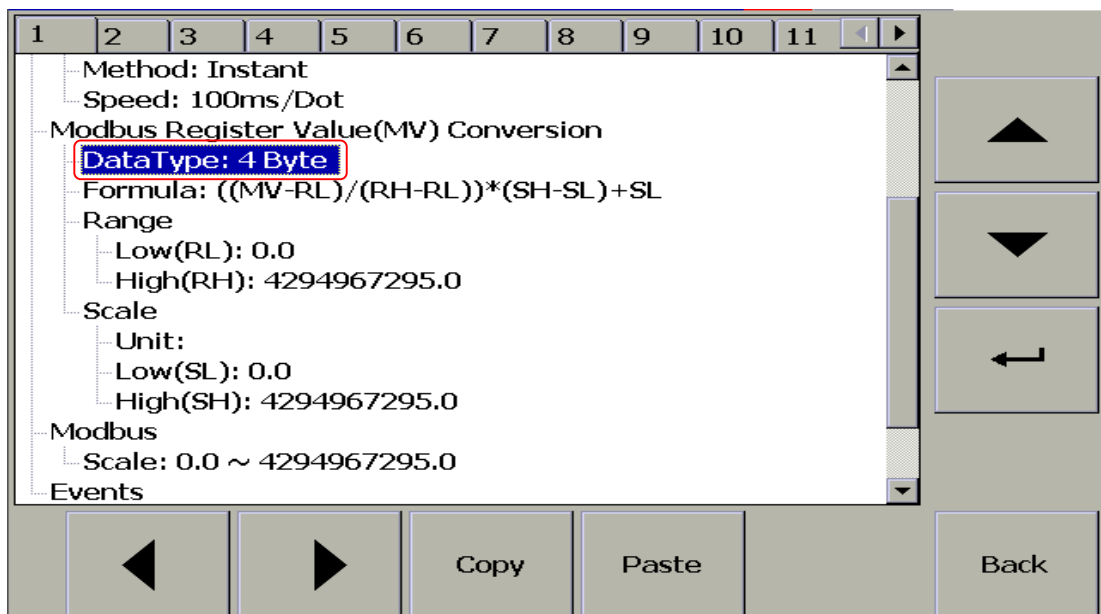 1 2 3 4 5 6 7 8 9 10 11
Method: Instant
Speed: 100ms/Dot
Modbus Register Value(MV) Conversion
DataType: 4 Byte
Formula: ((MV-RL)/(RH-RL))*(SH-SL)+SL
Range
Low(RL): 0.0
High(RH): 4294967295.0
Scale
Unit:
Low(SL): 0.0
High(SH): 4294967295.0
Modbus
Scale: 0.0 ~ 4294967295.0
Events
Copy Paste Back